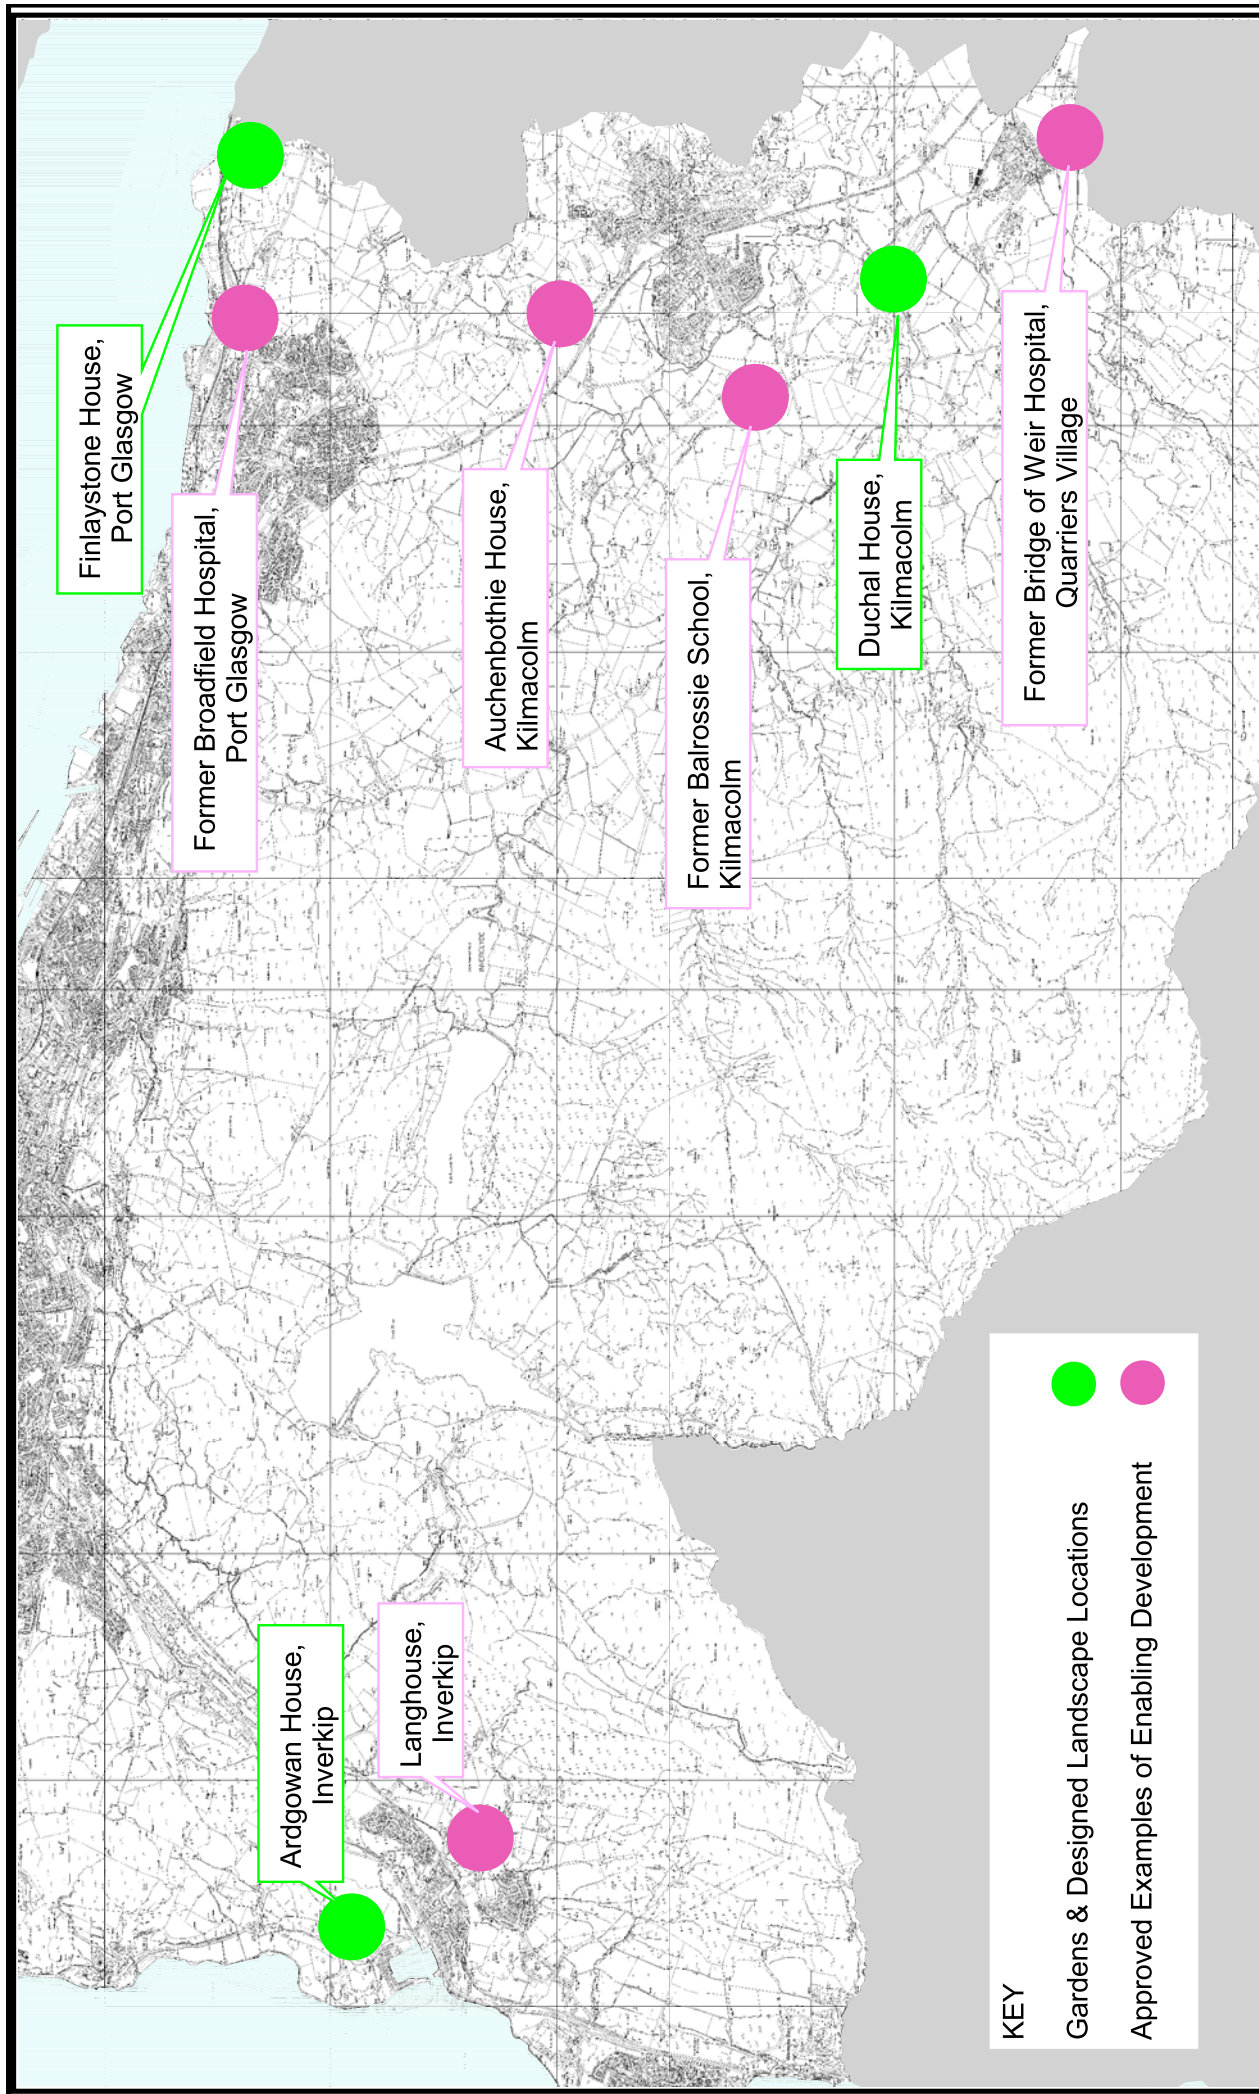 Finlaystone House,
Port Glasgow
Former Broadfield Hospital,
Port Glasgow
Auchenbothie House,
Kilmacolm
Former Balrossie School,
Kilmacolm
Duchal House,
Kilmacolm
Former Bridge of Weir Hospital,
Quarriers Village
Ardgowan House,
Inverkip
Langhouse,
Inverkip
KEY
Gardens & Designed Landscape Locations
Approved Examples of Enabling Development